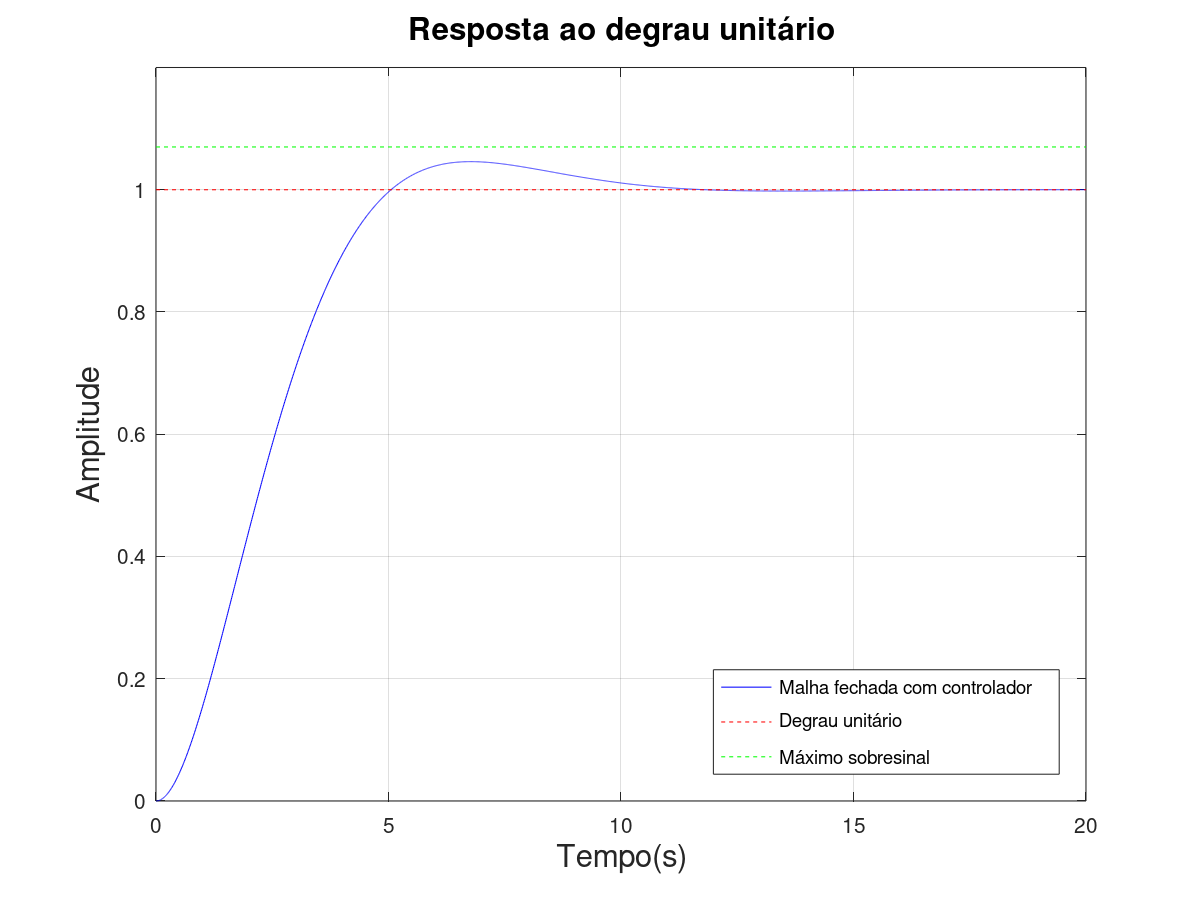 Resposta ao degrau unitário
Amplitude
1
0.8
0.6
0.4
0.2
0
0 5 10 15 20
Tempo(s)
Malha fechada com controlador
Degrau unitário
Máximo sobresinal